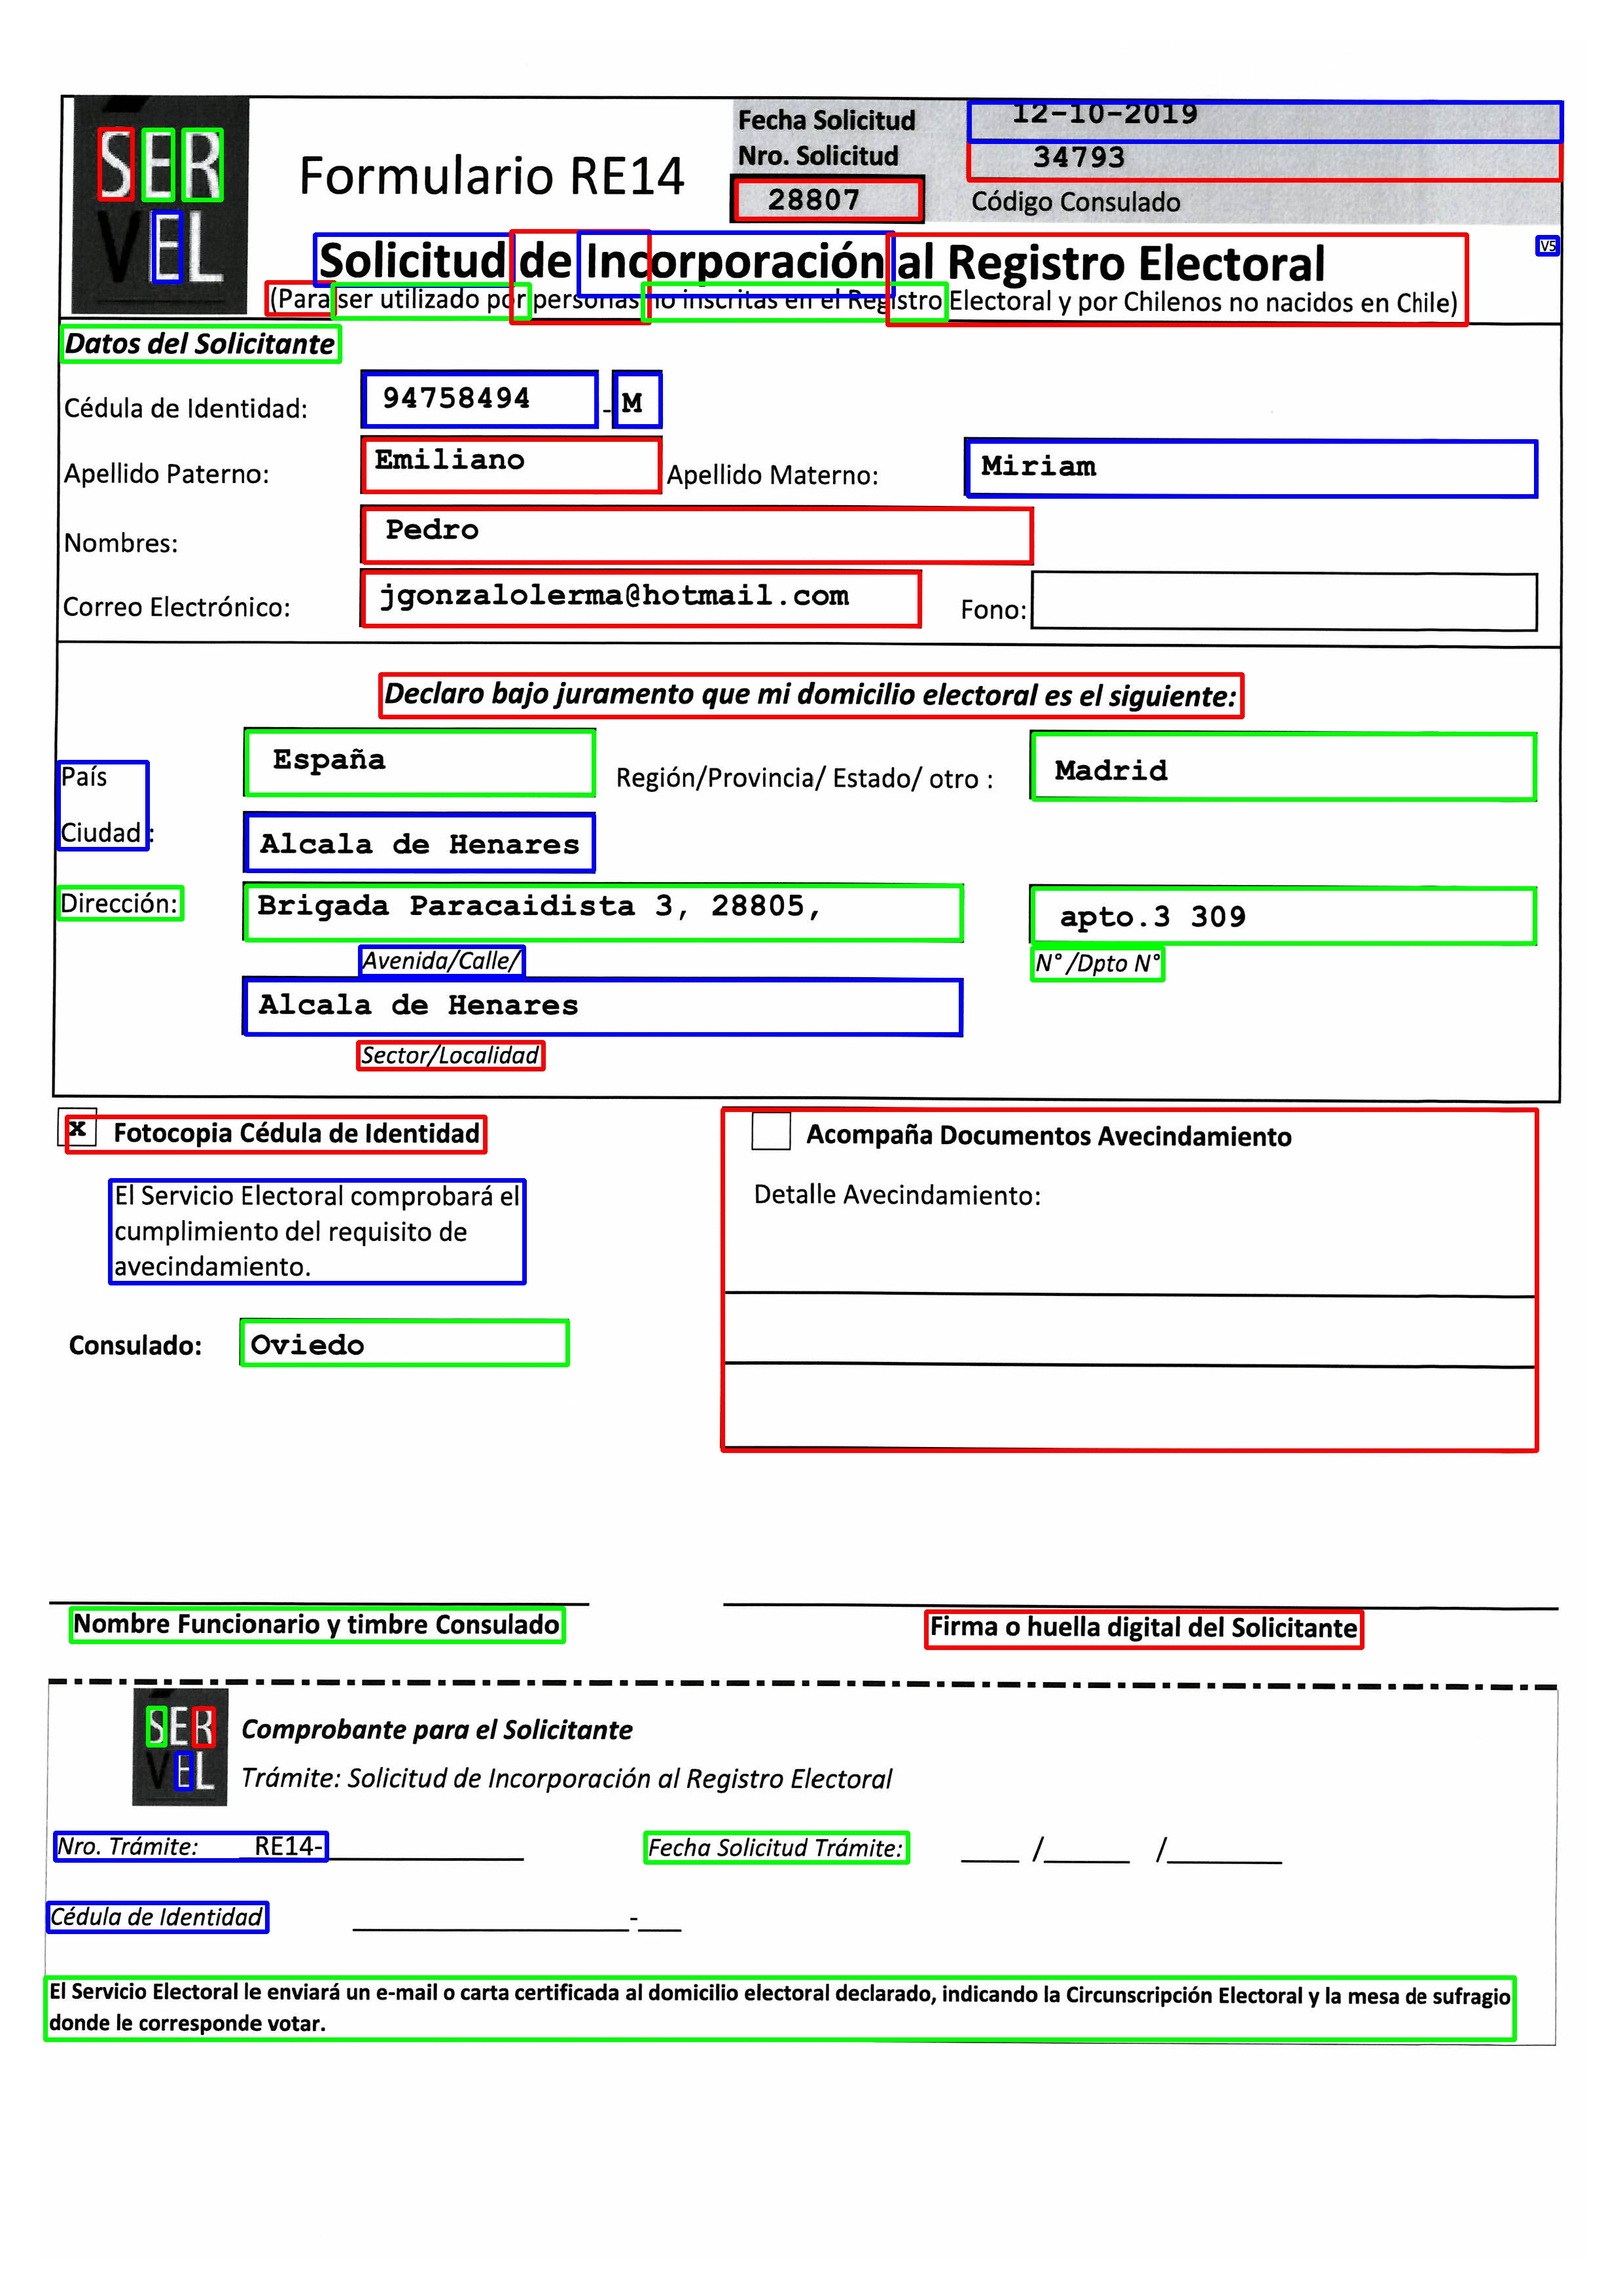 SER
VEL
Formulario RE14
Fecha Solicitud 12-10-2019
Nro. Solicitud 34793
28807 Código Consulado
Solicitud de Incorporación al Registro Electoral V5
(Para ser utilizado por personas no inscritas en el Registro Electoral y por Chilenos no nacidos en Chile)
Datos del Solicitante
Cédula de Identidad: 94758494 - M
Apellido Paterno: Emiliano Apellido Materno: Miriam
Nombres: Pedro
Correo Electrónico: jgonzalolerma@hotmail.com Fono:
Declaro bajo juramento que mi domicilio electoral es el siguiente:
País España Región/Provincia/ Estado/ otro : Madrid
Ciudad : Alcala de Henares
Dirección: Brigada Paracaidista 3, 28805, apto.3 309
Avenida/Calle/ N° /Dpto N°
Alcala de Henares
Sector/Localidad
x Fotocopia Cédula de Identidad
El Servicio Electoral comprobará el
cumplimiento del requisito de
avecindamiento.
Consulado: Oviedo
Acompaña Documentos Avecindamiento
Detalle Avecindamiento:
Nombre Funcionario y timbre Consulado
Firma o huella digital del Solicitante
SER
VEL
Comprobante para el Solicitante
Trámite: Solicitud de Incorporación al Registro Electoral
Nro. Trámite: RE14-____________ Fecha Solicitud Trámite: ____ /______ /________
Cédula de Identidad ____________________-___
El Servicio Electoral le enviará un e-mail o carta certificada al domicilio electoral declarado, indicando la Circunscripción Electoral y la mesa de sufragio
donde le corresponde votar.